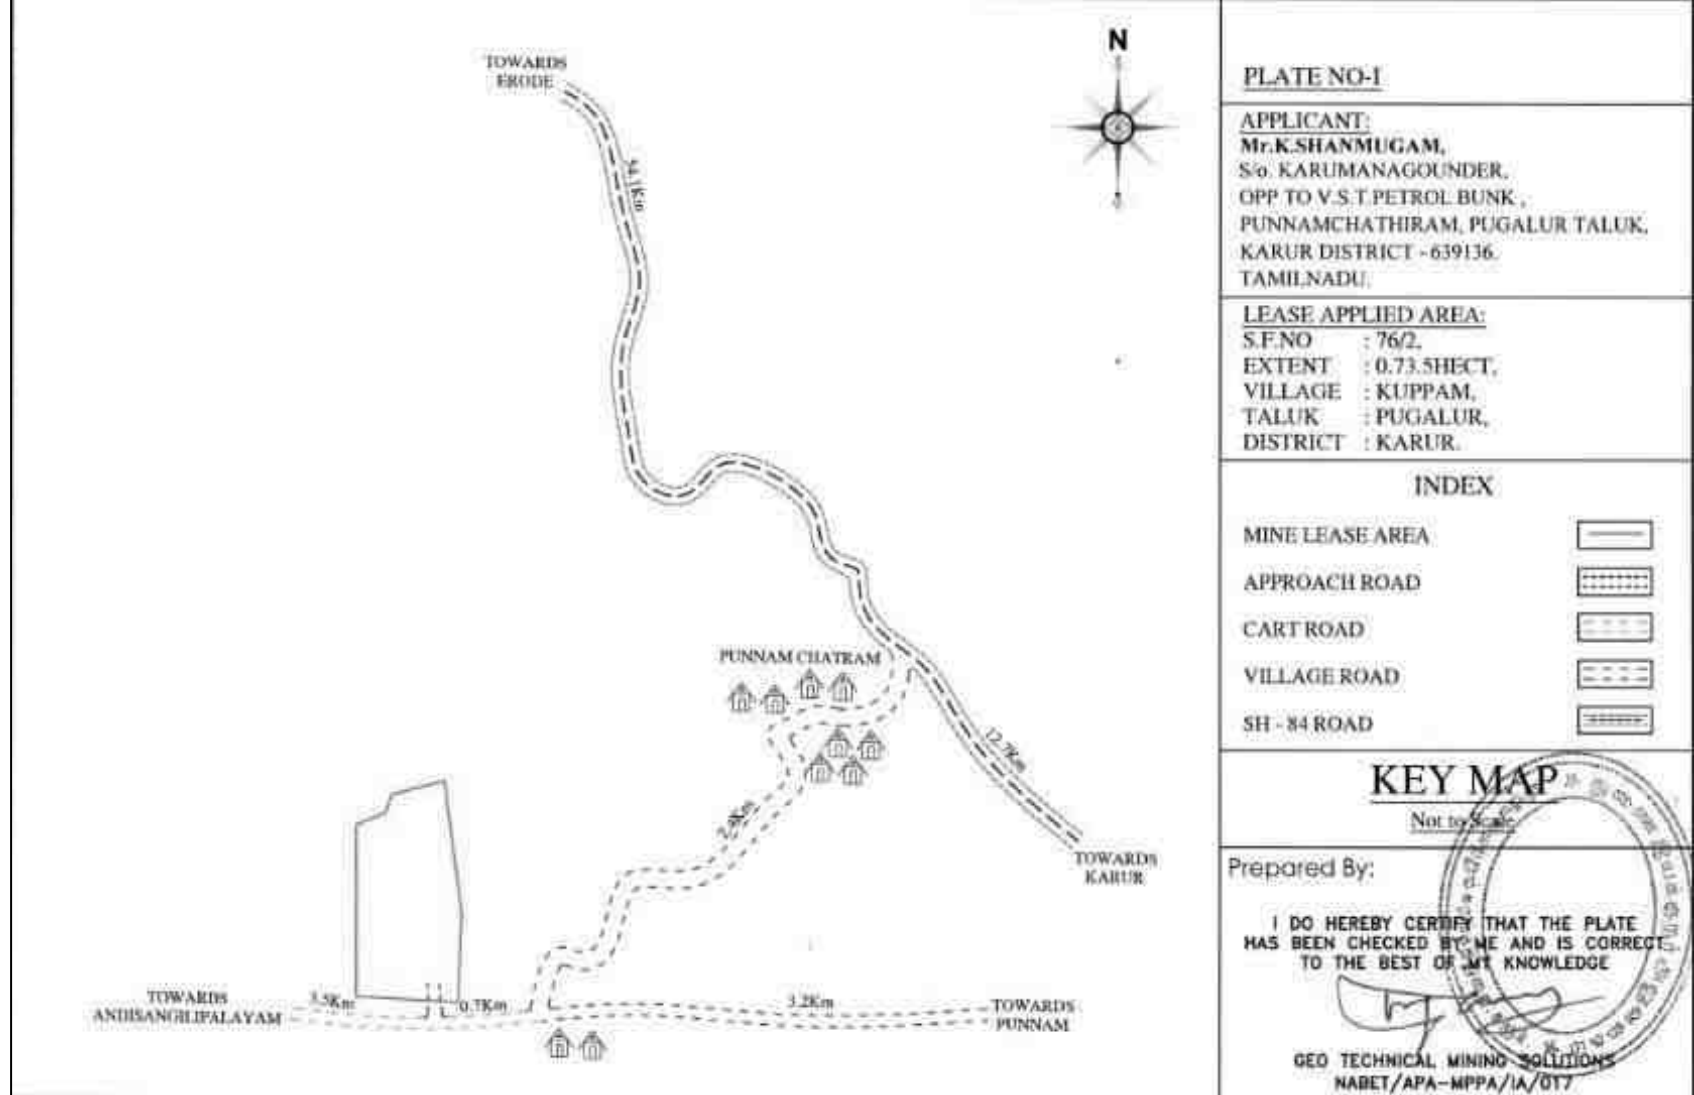 TOWARDS
ERODE
N
54.1Km
PUNNAM CHATRAM
12.7Km
2.4Km
TOWARDS
KARUR
TOWARDS
ANDISANGILIPALAYAM
3.5Km
0.7Km
3.2Km
TOWARDS
PUNNAM
PLATE NO-I
APPLICANT:
Mr.K.SHANMUGAM,
S/o. KARUMANAGOUNDER,
OPP TO V.S.T PETROL BUNK ,
PUNNAMCHATHIRAM, PUGALUR TALUK,
KARUR DISTRICT - 639136.
TAMILNADU.
LEASE APPLIED AREA:
S.F.NO : 76/2,
EXTENT : 0.73.5HECT,
VILLAGE : KUPPAM,
TALUK : PUGALUR,
DISTRICT : KARUR.
INDEX
MINE LEASE AREA
APPROACH ROAD
CART ROAD
VILLAGE ROAD
SH - 84 ROAD
KEY MAP
Not to Scale
Prepared By:
I DO HEREBY CERTIFY THAT THE PLATE
HAS BEEN CHECKED BY ME AND IS CORRECT
TO THE BEST OF MY KNOWLEDGE
GEO TECHNICAL MINING SOLUTIONS
NABET/APA-MPPA/IA/017